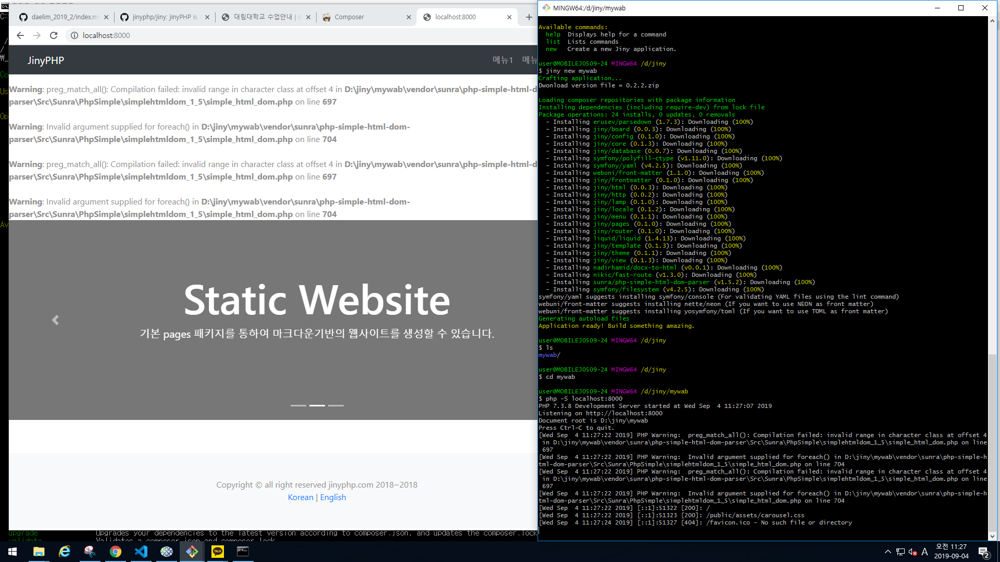 daelim_2019_2/index.m
jinyphp/jiny: jinyPHP is
대림대학교 수업안내 | d
Composer
localhost:8000
localhost:8000
JinyPHP
메뉴1
메뉴
Warning: preg_match_all(): Compilation failed: invalid range in character class at offset 4 in D:\jiny\mywab\vendor\sunra\php-simple-html-d
parser\Src\Sunra\PhpSimple\simplehtmldom_1_5\simple_html_dom.php on line 697
Warning: Invalid argument supplied for foreach() in D:\jiny\mywab\vendor\sunra\php-simple-html-dom-
parser\Src\Sunra\PhpSimple\simplehtmldom_1_5\simple_html_dom.php on line 704
Warning: preg_match_all(): Compilation failed: invalid range in character class at offset 4 in D:\jiny\mywab\vendor\sunra\php-simple-html-d
parser\Src\Sunra\PhpSimple\simplehtmldom_1_5\simple_html_dom.php on line 697
Warning: Invalid argument supplied for foreach() in D:\jiny\mywab\vendor\sunra\php-simple-html-dom-
parser\Src\Sunra\PhpSimple\simplehtmldom_1_5\simple_html_dom.php on line 704
Static Website
기본 pages 패키지를 통하여 마크다운기반의 웹사이트를 생성할 수 있습니다.
Copyright © all right reserved jinyphp.com 2018~2018
Korean | English
Co
Us
Op
Av
upgrade Upgrades your dependencies to the latest version according to composer.json, and updates the composer.lock
validate Validates a composer.json and composer.lock
MINGW64:/d/jiny/mywab
Available commands:
help Displays help for a command
list Lists commands
new Create a new Jiny application.
user@MOBILEJ0509-24 MINGW64 /d/jiny
$ jiny new mywab
Crafting application...
Dwonload version file = 0.2.2.zip
Loading composer repositories with package information
Installing dependencies (including require-dev) from lock file
Package operations: 24 installs, 0 updates, 0 removals
- Installing erusev/parsedown (1.7.3): Downloading (100%)
- Installing jiny/board (0.0.3): Downloading (100%)
- Installing jiny/config (0.1.0): Downloading (100%)
- Installing jiny/core (0.1.3): Downloading (100%)
- Installing jiny/database (0.0.7): Downloading (100%)
- Installing symfony/polyfill-ctype (v1.11.0): Downloading (100%)
- Installing symfony/yaml (v4.2.5): Downloading (100%)
- Installing webuni/front-matter (1.1.0): Downloading (100%)
- Installing jiny/frontmatter (0.1.0): Downloading (100%)
- Installing jiny/html (0.0.3): Downloading (100%)
- Installing jiny/http (0.0.2): Downloading (100%)
- Installing jiny/lamp (0.1.0): Downloading (100%)
- Installing jiny/locale (0.1.2): Downloading (100%)
- Installing jiny/menu (0.1.1): Downloading (100%)
- Installing jiny/pages (0.1.0): Downloading (100%)
- Installing jiny/router (0.1.0): Downloading (100%)
- Installing liquid/liquid (1.4.13): Downloading (100%)
- Installing jiny/template (0.1.3): Downloading (100%)
- Installing jiny/theme (0.1.1): Downloading (100%)
- Installing jiny/view (0.1.3): Downloading (100%)
- Installing nadirhamid/docx-to-html (v0.0.1): Downloading (100%)
- Installing nikic/fast-route (v1.3.0): Downloading (100%)
- Installing sunra/php-simple-html-dom-parser (v1.5.2): Downloading (100%)
- Installing symfony/filesystem (v4.2.5): Downloading (100%)
symfony/yaml suggests installing symfony/console (For validating YAML files using the lint command)
webuni/front-matter suggests installing nette/neon (If you want to use NEON as front matter)
webuni/front-matter suggests installing yosymfony/toml (If you want to use TOML as front matter)
Generating autoload files
Application ready! Build something amazing.
user@MOBILEJ0509-24 MINGW64 /d/jiny
$ ls
mywab/
user@MOBILEJ0509-24 MINGW64 /d/jiny
$ cd mywab
user@MOBILEJ0509-24 MINGW64 /d/jiny/mywab
$ php -S localhost:8000
PHP 7.3.8 Development Server started at Wed Sep 4 11:27:07 2019
Listening on http://localhost:8000
Document root is D:\jiny\mywab
Press Ctrl-C to quit.
[Wed Sep 4 11:27:22 2019] PHP Warning: preg_match_all(): Compilation failed: invalid range in character class at offset 4
in D:\jiny\mywab\vendor\sunra\php-simple-html-dom-parser\Src\Sunra\PhpSimple\simplehtmldom_1_5\simple_html_dom.php on line
697
[Wed Sep 4 11:27:22 2019] PHP Warning: Invalid argument supplied for foreach() in D:\jiny\mywab\vendor\sunra\php-simple-h
tml-dom-parser\Src\Sunra\PhpSimple\simplehtmldom_1_5\simple_html_dom.php on line 704
[Wed Sep 4 11:27:22 2019] PHP Warning: preg_match_all(): Compilation failed: invalid range in character class at offset 4
in D:\jiny\mywab\vendor\sunra\php-simple-html-dom-parser\Src\Sunra\PhpSimple\simplehtmldom_1_5\simple_html_dom.php on line
697
[Wed Sep 4 11:27:22 2019] PHP Warning: Invalid argument supplied for foreach() in D:\jiny\mywab\vendor\sunra\php-simple-h
tml-dom-parser\Src\Sunra\PhpSimple\simplehtmldom_1_5\simple_html_dom.php on line 704
[Wed Sep 4 11:27:22 2019] [::1]:51322 [200]: /
[Wed Sep 4 11:27:22 2019] [::1]:51323 [200]: /public/assets/carousel.css
[Wed Sep 4 11:27:24 2019] [::1]:51327 [404]: /favicon.ico - No such file or directory
TALK
A
오전 11:27
2019-09-04
2